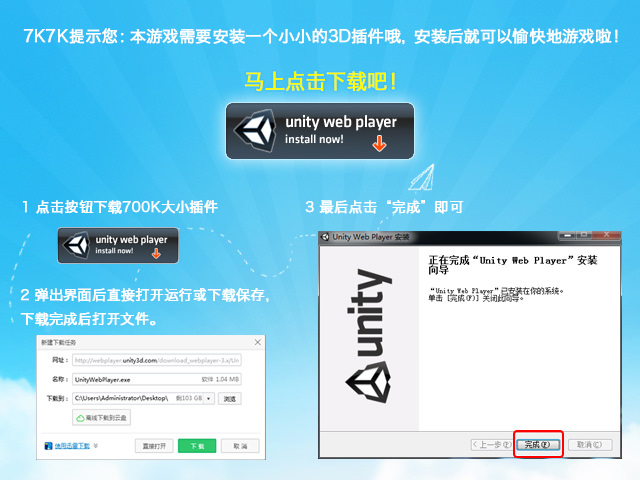 7K7K提示您：本游戏需要安装一个小小的3D插件哦，安装后就可以愉快地游戏啦！
马上点击下载吧！
unity web player
install now!
1 点击按钮下载700K大小插件
unity web player
install now!
2 弹出界面后直接打开运行或下载保存，
下载完成后打开文件。
新建下载任务
网址：
http://webplayer.unity3d.com/download_webplayer-3.x/Un
名称：
UnityWebPlayer.exe
软件 1.04 MB
下载到：
C:\Users\Administrator\Desktop\
剩103 GB
浏览
离线下载到云盘
使用迅雷下载
直接打开
下载
取消
3 最后点击“完成”即可
Unity Web Player 安装
unity
正在完成“Unity Web Player”安装
向导
“Unity Web Player”已安装在你的系统。
单击 [完成(F)] 关闭此向导。
< 上一步(P)
完成(F)
取消(C)